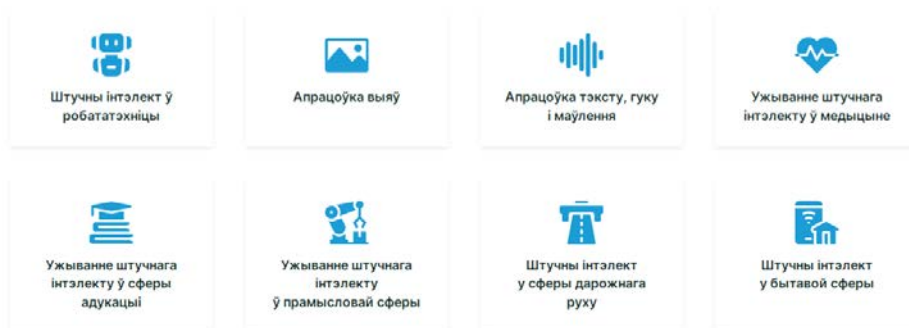 Штучны інтэлект ў
робататэхніцы
Апрацоўка выяў
Апрацоўка тэксту, гуку
і маўлення
Ужыванне штучнага
інтэлекту ў медыцыне
Ужыванне штучнага
інтэлекту ў сферы
адукацыі
Ужыванне штучнага
інтэлекту
ў прамысловай сферы
Штучны інтэлект
у сферы дарожнага
руху
Штучны інтэлект
у бытавой сферы